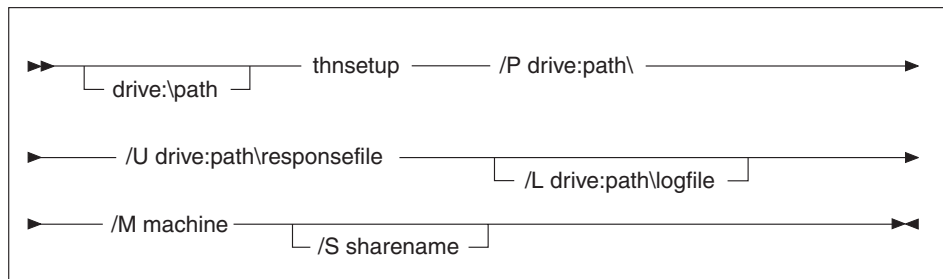 thnsetup /P drive:path\
drive:\path
/U drive:path\responsefile
/L drive:path\logfile
/M machine
/S sharename